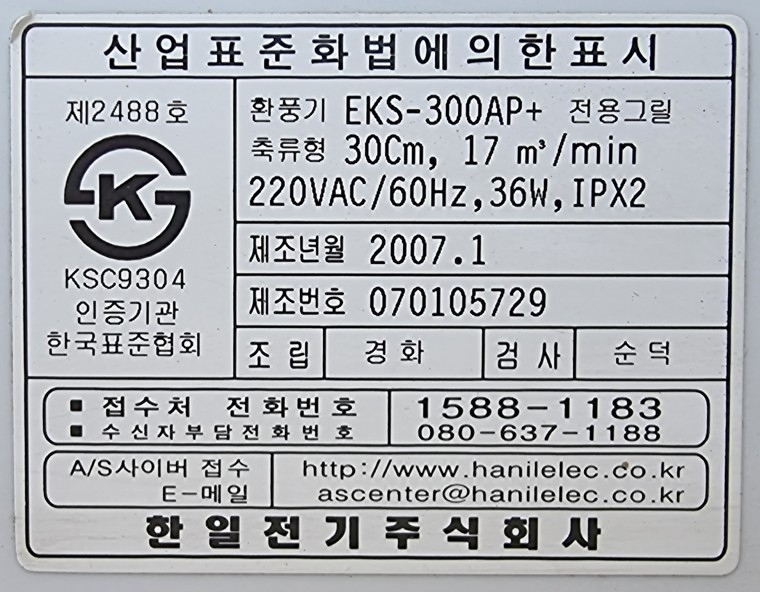 산업표준화법에의한표시
제2488호
KS
KSC9304
인증기관
한국표준협회
환풍기 EKS-300AP+ 전용그릴
축류형 30Cm, 17 m³/min
220VAC/60Hz,36W,IPX2
제조년월 2007.1
제조번호 070105729
조립 경화 검사 순덕
▪ 접수처 전화번호 1588-1183
▪ 수신자부담전화번호 080-637-1188
A/S사이버 접수 http://www.hanilelec.co.kr
E-메일 ascenter@hanilelec.co.kr
한일전기주식회사